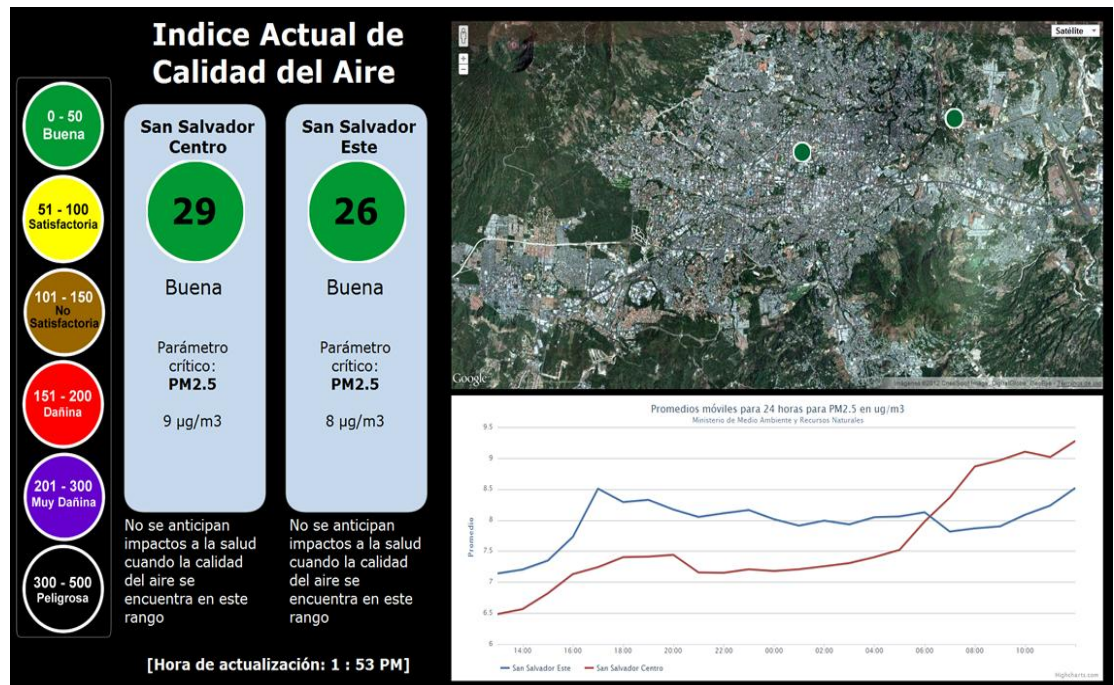 Indice Actual de
Calidad del Aire
0 - 50
Buena
51 - 100
Satisfactoria
101 - 150
No
Satisfactoria
151 - 200
Dañina
201 - 300
Muy Dañina
300 - 500
Peligrosa
San Salvador
Centro
29
Buena
Parámetro
crítico:
PM2.5
9 µg/m3
San Salvador
Este
26
Buena
Parámetro
crítico:
PM2.5
8 µg/m3
No se anticipan
impactos a la salud
cuando la calidad
del aire se
encuentra en este
rango
No se anticipan
impactos a la salud
cuando la calidad
del aire se
encuentra en este
rango
[Hora de actualización: 1 : 53 PM]
Satélite
Google
Promedios móviles para 24 horas para PM2.5 en ug/m3
Ministerio de Medio Ambiente y Recursos Naturales
Promedio
9.5
9
8.5
8
7.5
7
6.5
6
14:00 16:00 18:00 20:00 22:00 00:00 02:00 04:00 06:00 08:00 10:00
San Salvador Este San Salvador Centro
Highcharts.com